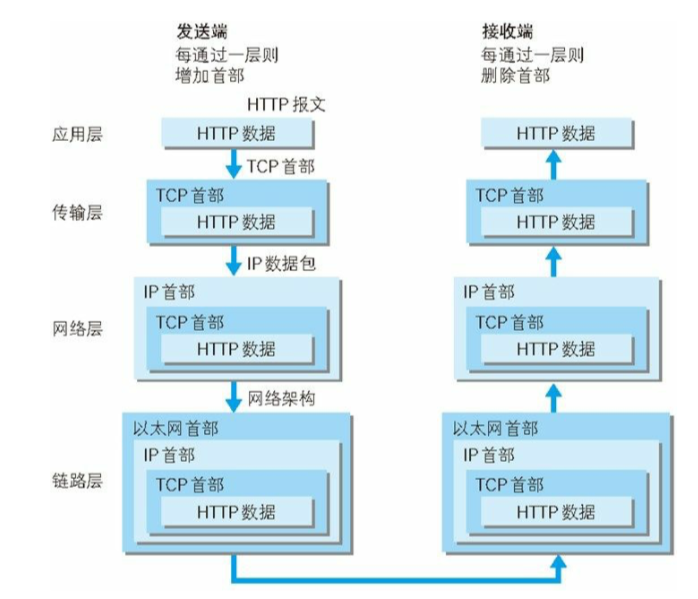 发送端
每通过一层则
增加首部
接收端
每通过一层则
删除首部
HTTP 报文
应用层
HTTP 数据
HTTP 数据
TCP 首部
传输层
TCP 首部
HTTP 数据
TCP 首部
HTTP 数据
IP 数据包
网络层
IP 首部
TCP 首部
HTTP 数据
IP 首部
TCP 首部
HTTP 数据
网络架构
链路层
以太网首部
IP 首部
TCP 首部
HTTP 数据
以太网首部
IP 首部
TCP 首部
HTTP 数据